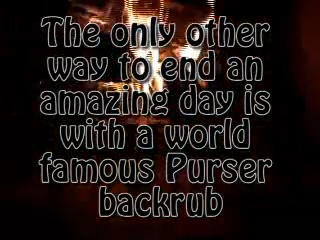 The only other
way to end an
amazing day is
with a world
famous Purser
backrub